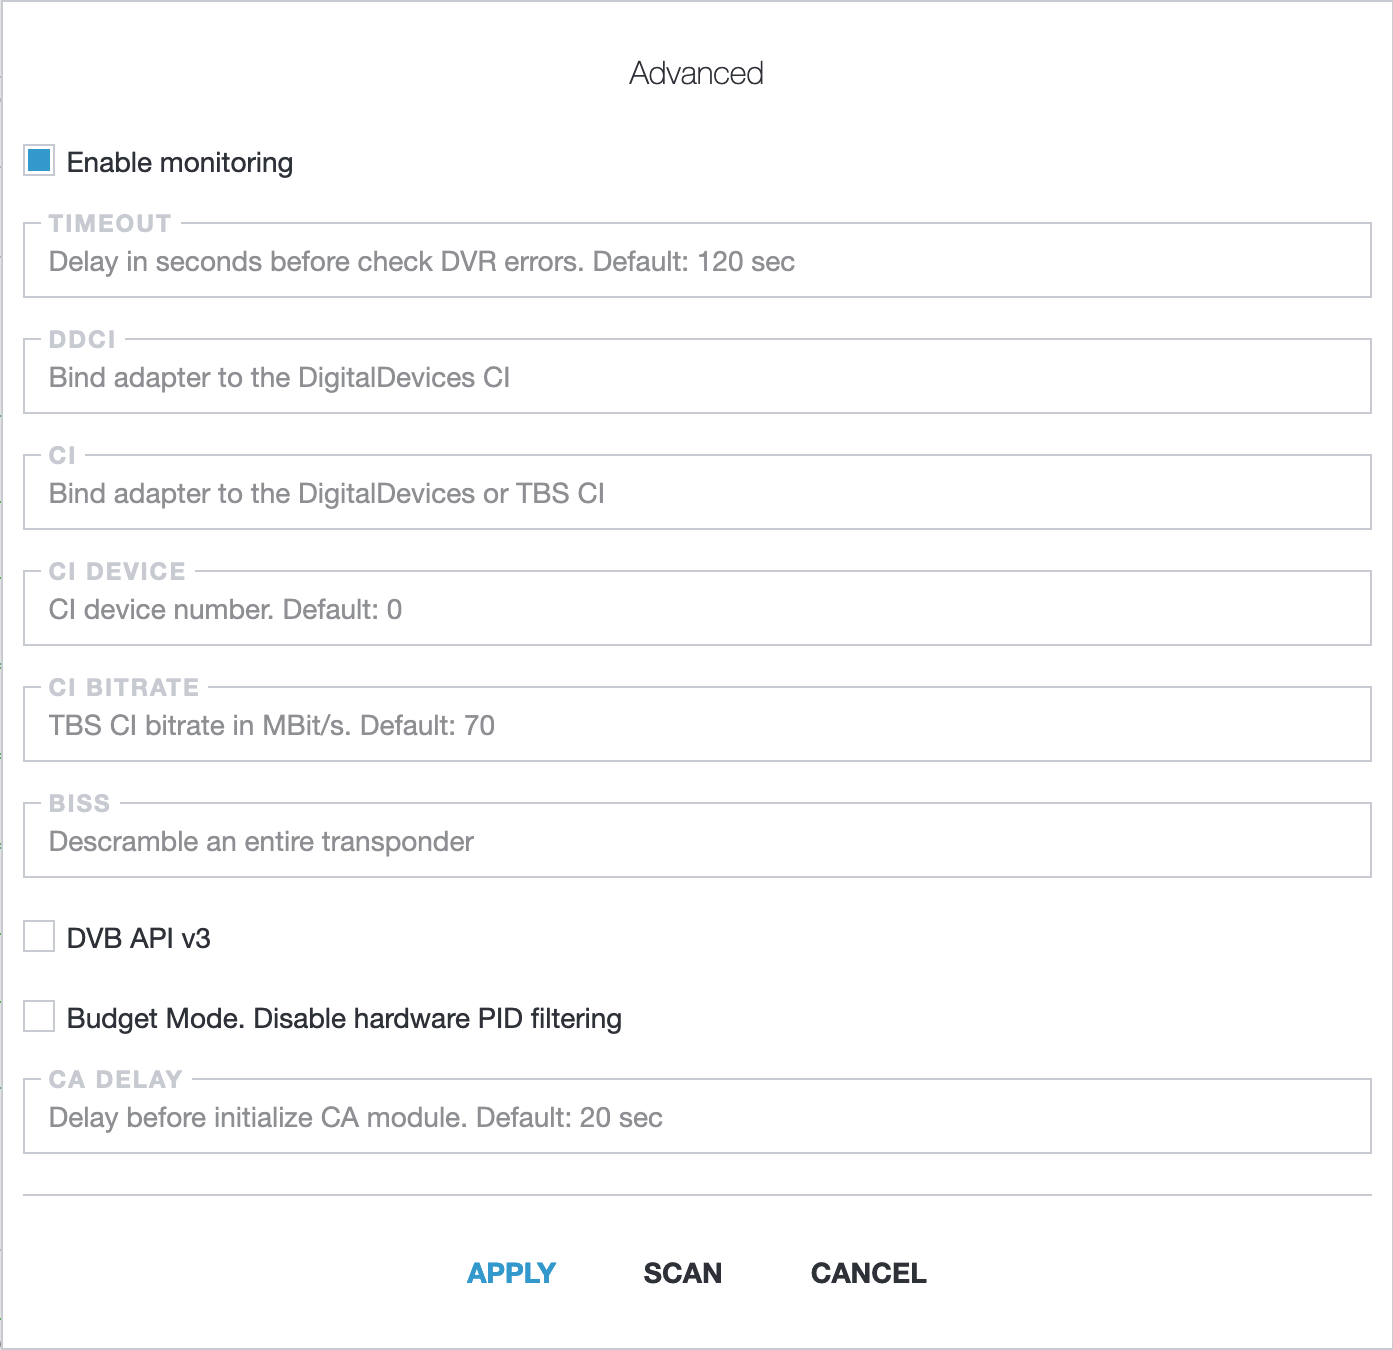 Advanced
Enable monitoring
TIMEOUT
Delay in seconds before check DVR errors. Default: 120 sec
DDCI
Bind adapter to the DigitalDevices CI
CI
Bind adapter to the DigitalDevices or TBS CI
CI DEVICE
CI device number. Default: 0
CI BITRATE
TBS CI bitrate in MBit/s. Default: 70
BISS
Descramble an entire transponder
DVB API v3
Budget Mode. Disable hardware PID filtering
CA DELAY
Delay before initialize CA module. Default: 20 sec
APPLY SCAN CANCEL